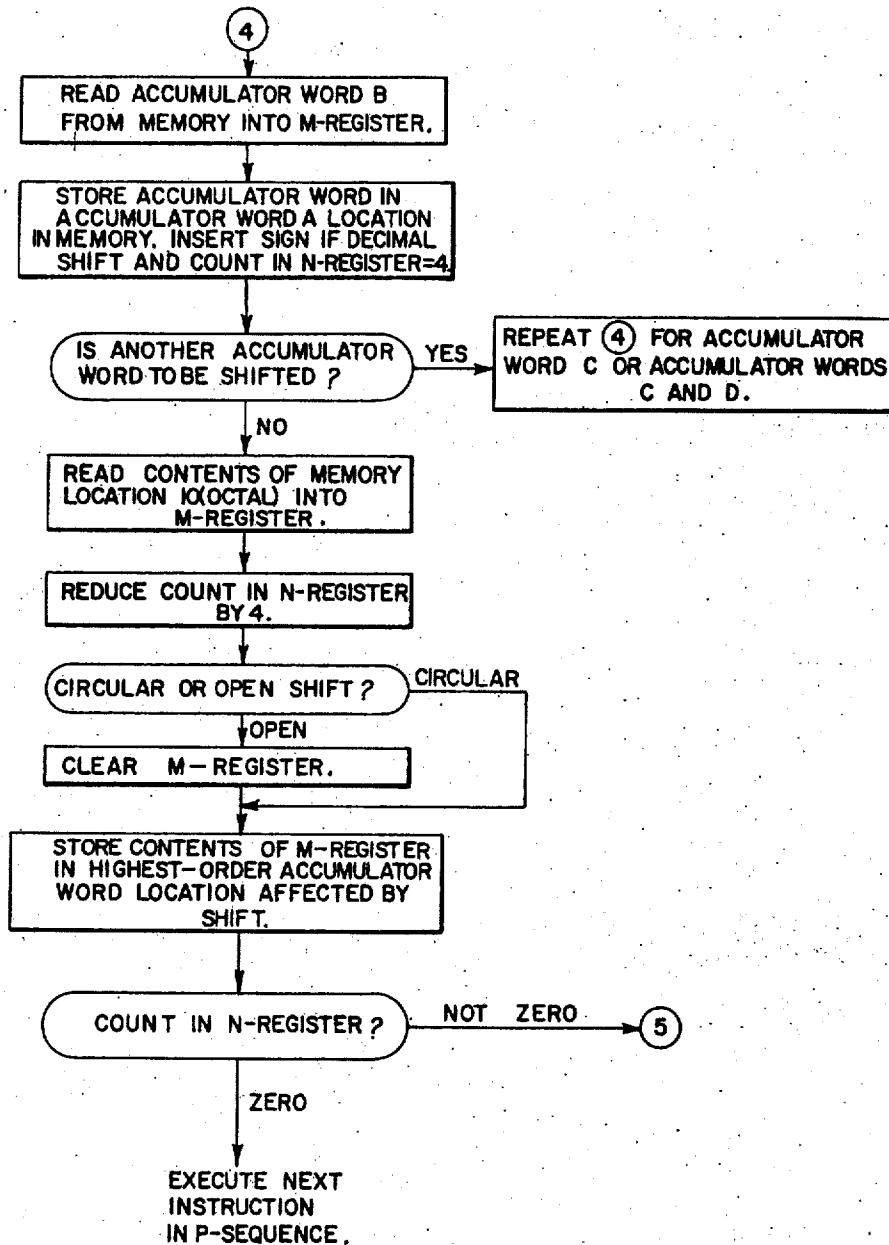 4
READ ACCUMULATOR WORD B
FROM MEMORY INTO M-REGISTER.
STORE ACCUMULATOR WORD IN
ACCUMULATOR WORD A LOCATION
IN MEMORY. INSERT SIGN IF DECIMAL
SHIFT AND COUNT IN N-REGISTER=4.
IS ANOTHER ACCUMULATOR
WORD TO BE SHIFTED ?
YES
REPEAT 4 FOR ACCUMULATOR
WORD C OR ACCUMULATOR WORDS
C AND D.
NO
READ CONTENTS OF MEMORY
LOCATION 10(OCTAL) INTO
M-REGISTER.
REDUCE COUNT IN N-REGISTER
BY 4.
CIRCULAR OR OPEN SHIFT ?
CIRCULAR
OPEN
CLEAR M-REGISTER.
STORE CONTENTS OF M-REGISTER
IN HIGHEST-ORDER ACCUMULATOR
WORD LOCATION AFFECTED BY
SHIFT.
COUNT IN N-REGISTER ?
NOT ZERO
5
ZERO
EXECUTE NEXT
INSTRUCTION
IN P-SEQUENCE.